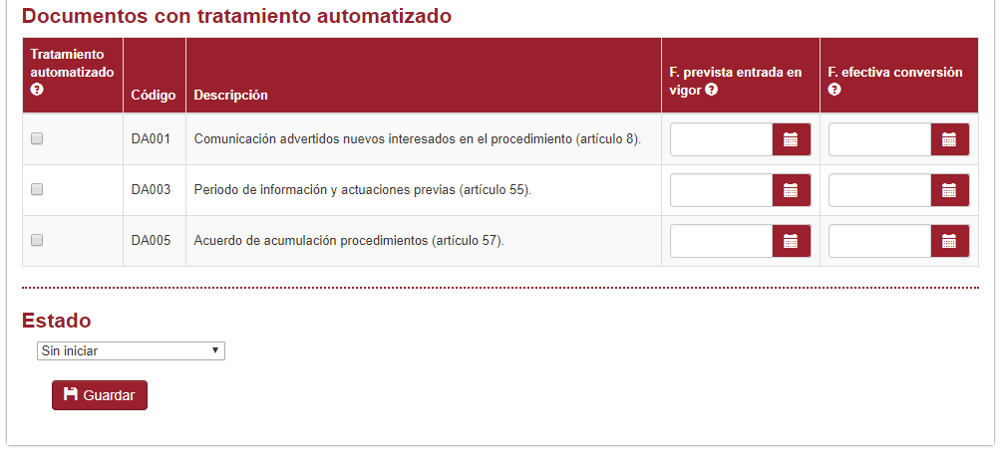 Documentos con tratamiento automatizado
Tratamiento
automatizado
Código
Descripción
F. prevista entrada en
vigor
F. efectiva conversión
DA001
Comunicación advertidos nuevos interesados en el procedimiento (artículo 8).
DA003
Periodo de información y actuaciones previas (artículo 55).
DA005
Acuerdo de acumulación procedimientos (artículo 57).
Estado
Sin iniciar
Guardar